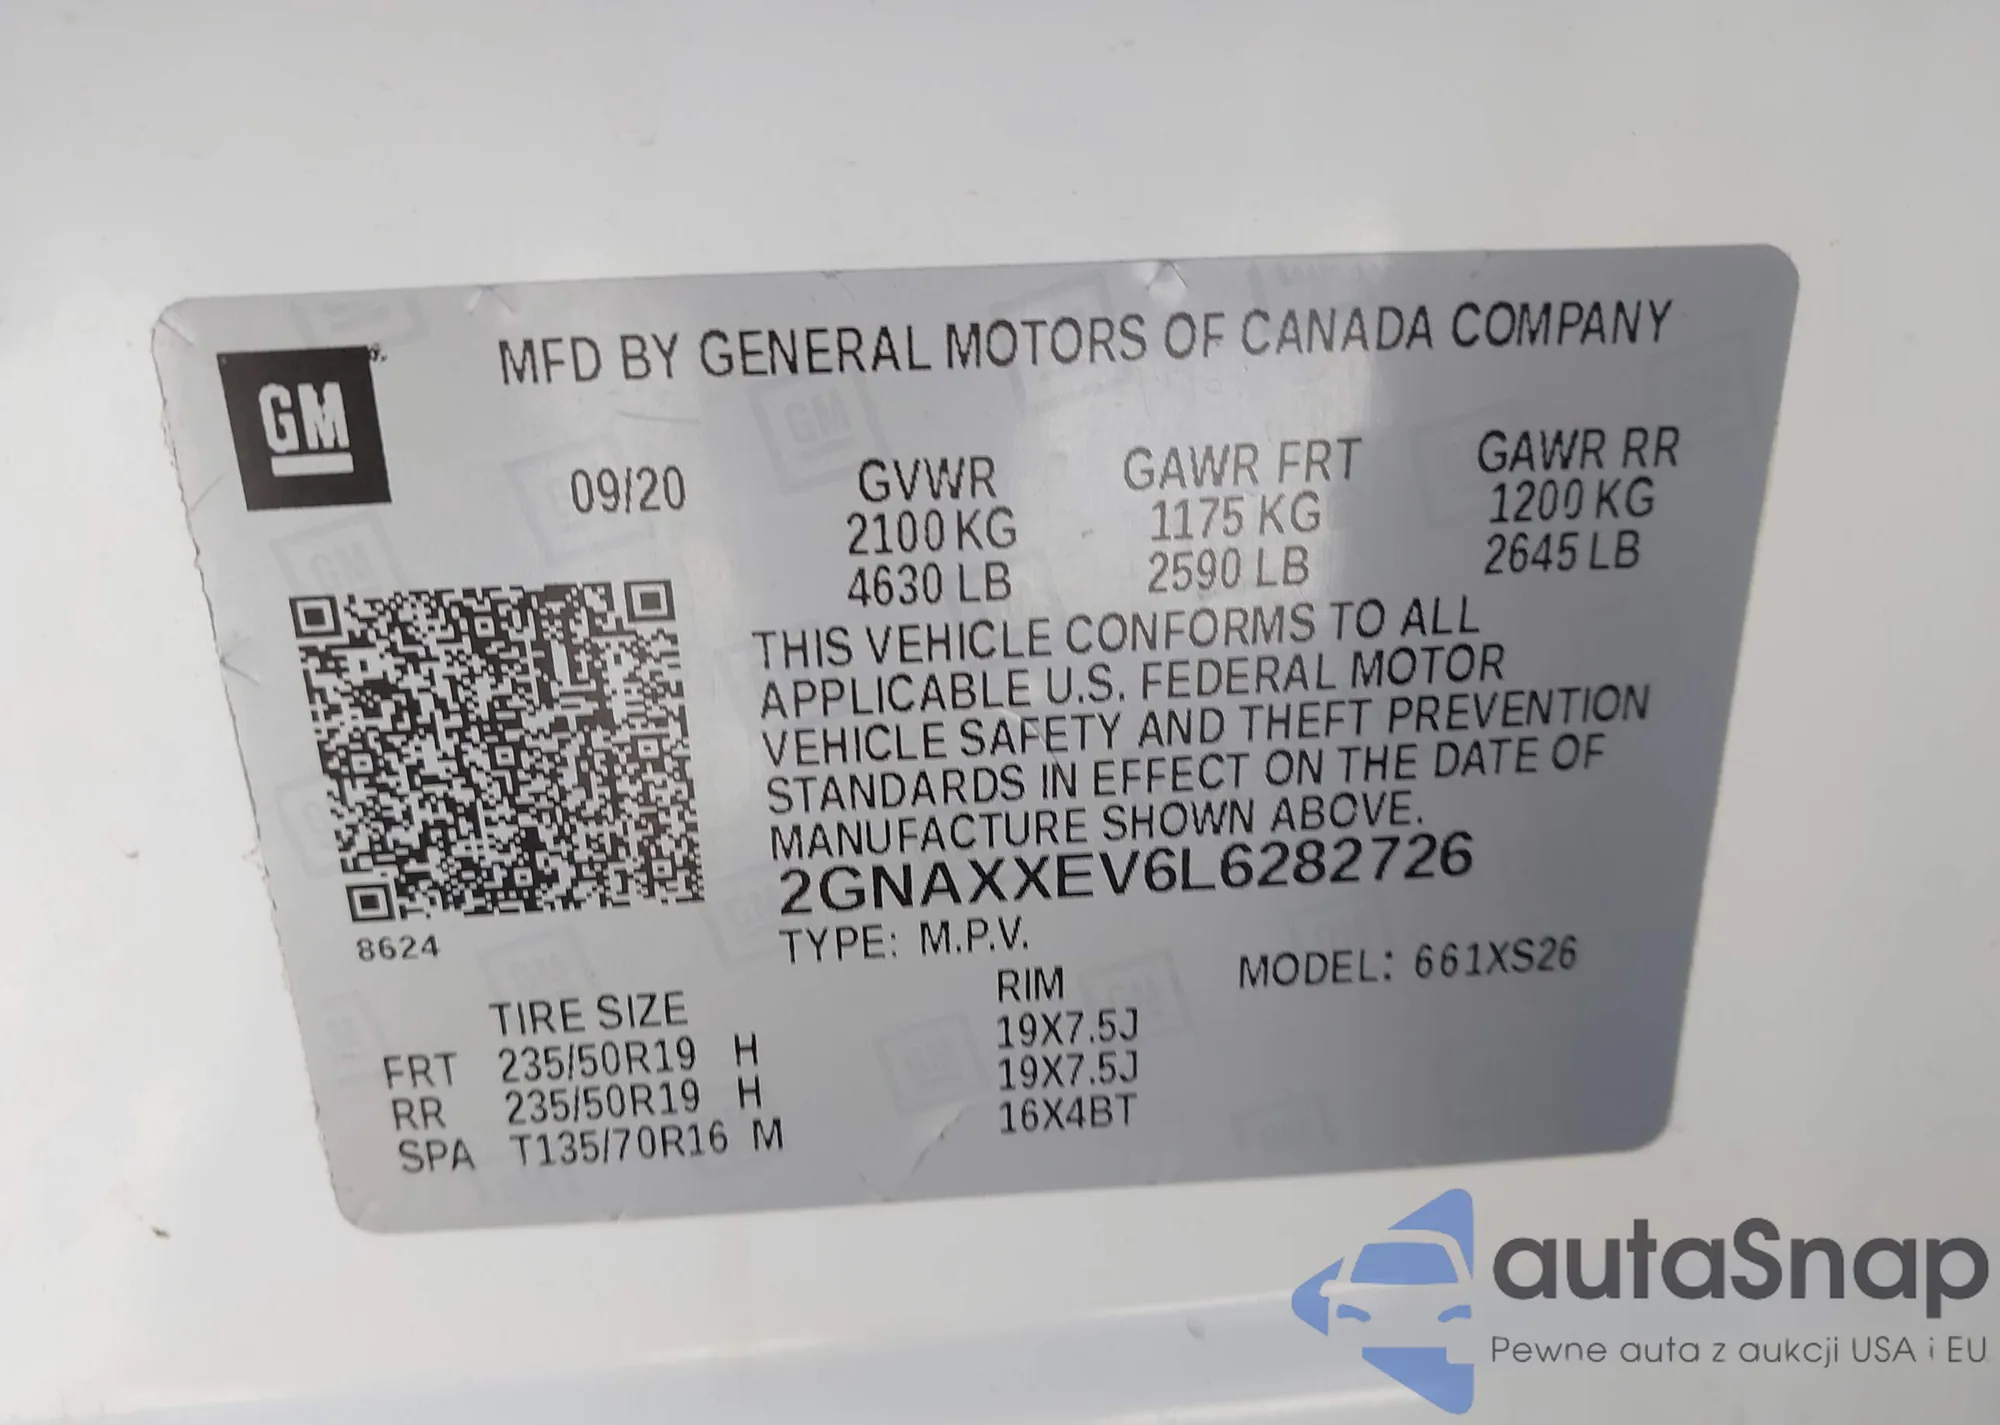 GM
MFD BY GENERAL MOTORS OF CANADA COMPANY
09/20
GVWR GAWR FRT GAWR RR
2100 KG 1175 KG 1200 KG
4630 LB 2590 LB 2645 LB
THIS VEHICLE CONFORMS TO ALL
APPLICABLE U.S. FEDERAL MOTOR
VEHICLE SAFETY AND THEFT PREVENTION
STANDARDS IN EFFECT ON THE DATE OF
MANUFACTURE SHOWN ABOVE.
2GNAXXEV6L6282726
8624
TYPE: M.P.V. MODEL: 661XS26
TIRE SIZE RIM
FRT 235/50R19 H 19X7.5J
RR 235/50R19 H 19X7.5J
SPA T135/70R16 M 16X4BT
autaSnap
Pewne auta z aukcji USA i EU